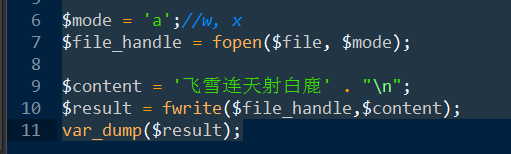 6 $mode = 'a';//w, x
7 $file_handle = fopen($file, $mode);
8
9 $content = '飞雪连天射白鹿' . "\n";
10 $result = fwrite($file_handle,$content);
11 var_dump($result);